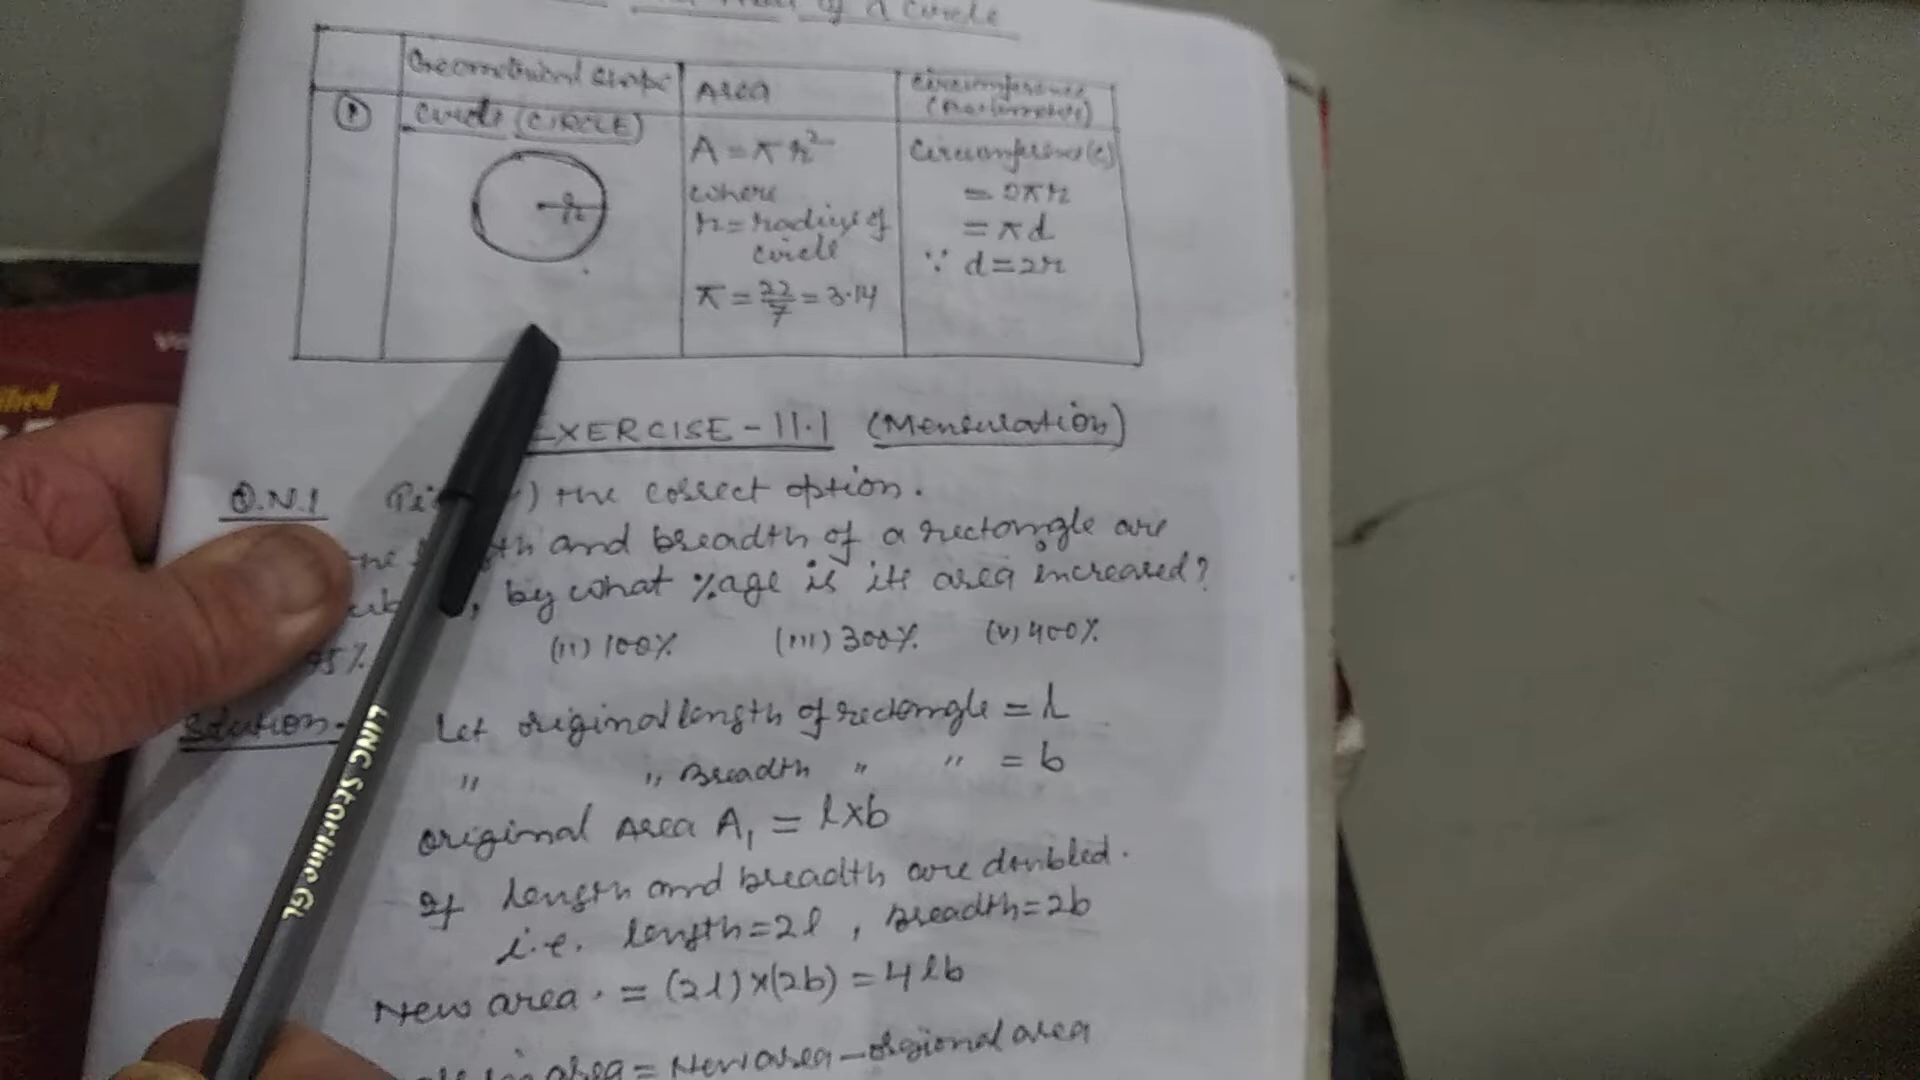 of a circle
Geometrical shape
Area
Circumference
(Perimeter)
①
Circle (CIRCLE)
r
A = πr²
where
r = radius of
circle
π = 22/7 = 3.14
Circumference(c)
= 2πr
= πd
∵ d = 2r
EXERCISE - 11.1 (Mensuration)
Q.N.1 ) the correct option.
and breadth of a rectangle are
, by what %age is its area increased?
(ii) 100% (iii) 300% (v) 400%
Solution- Let original length of rectangle = l
" " Breadth " " = b
original Area A₁ = l×b
If length and breadth are doubled.
i.e. length = 2l , Breadth = 2b
New area = (2l)×(2b) = 4lb
area = New area - original area
LINC Starline GL